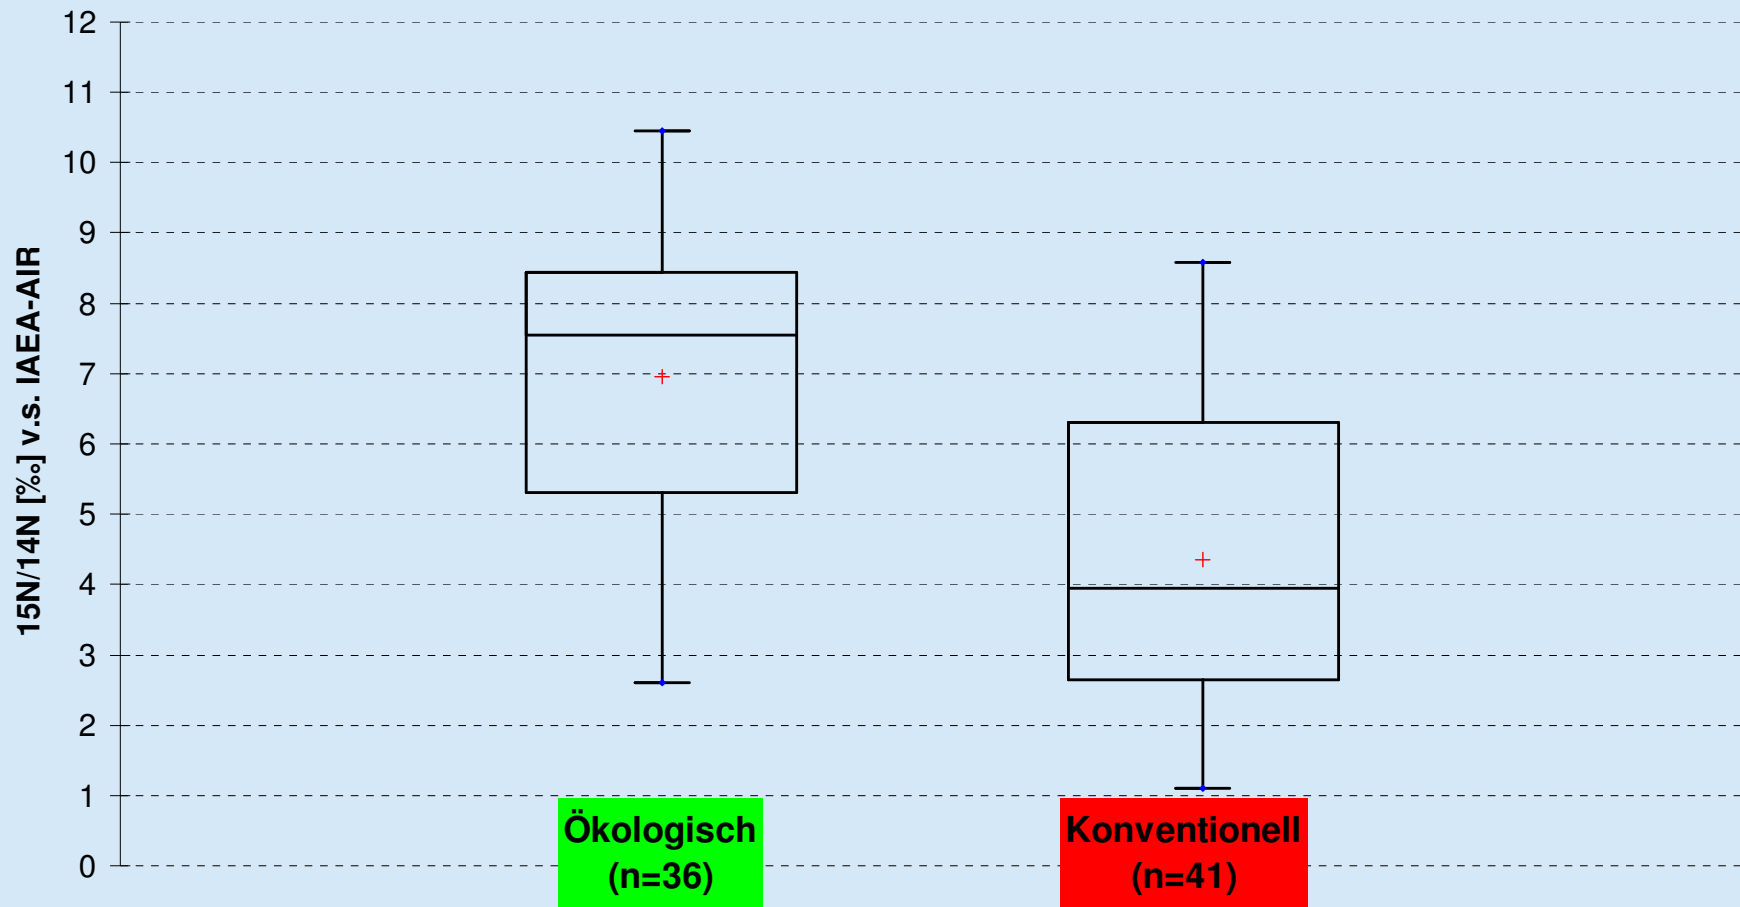 12
11
10
9
8
7
6
5
4
3
2
1
0
15N/14N [‰] v.s. IAEA-AIR
Ökologisch
(n=36)
Konventionell
(n=41)